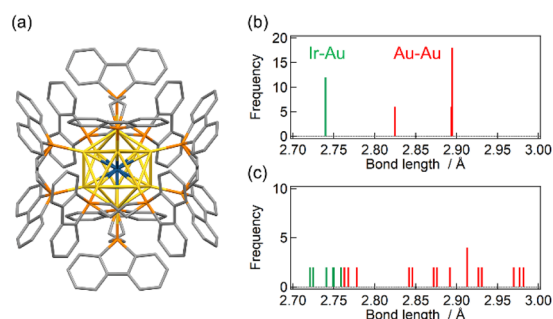 (a)
(b)
20
15
10
5
0
Frequency
Ir-Au
Au-Au
2.70 2.75 2.80 2.85 2.90 2.95 3.00
Bond length / Å
(c)
10
5
0
Frequency
2.70 2.75 2.80 2.85 2.90 2.95 3.00
Bond length / Å